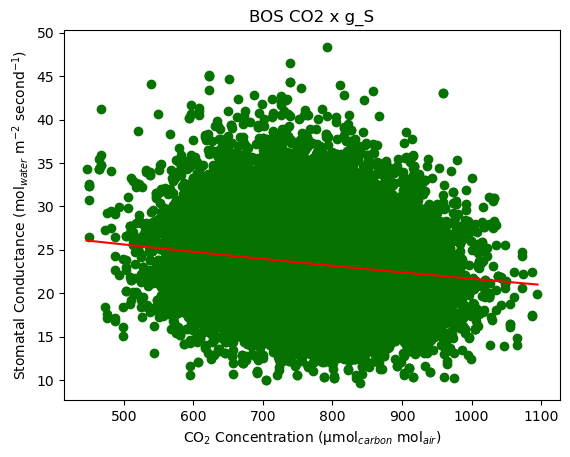 BOS CO2 x g_S
50
45
40
35
30
25
20
15
10
Stomatal Conductance (mol_water m⁻² second⁻¹)
500 600 700 800 900 1000 1100
CO₂ Concentration (μmol_carbon mol_air)